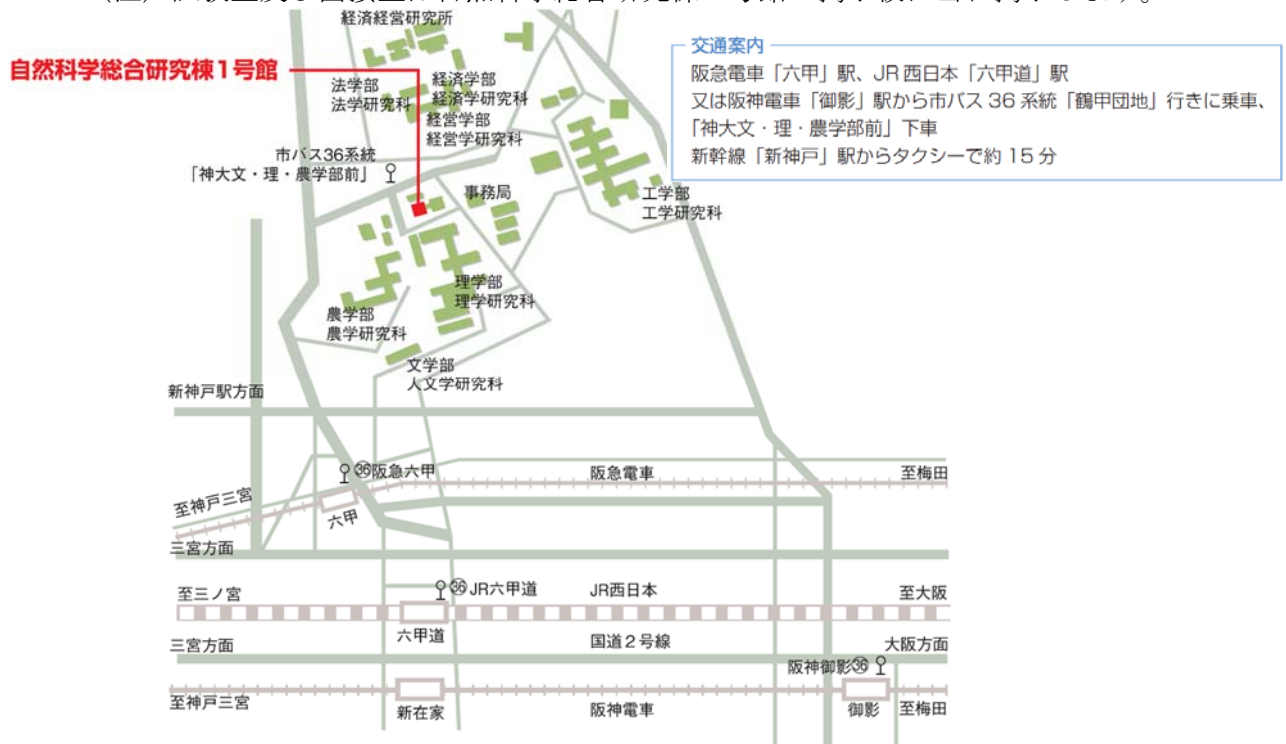 経済経営研究所
自然科学総合研究棟1号館
法学部
法学研究科
経済学部
経済学研究科
経営学部
経営学研究科
市バス36系統
「神大文・理・農学部前」
事務局
工学部
工学研究科
理学部
理学研究科
農学部
農学研究科
文学部
人文学研究科
交通案内
阪急電車「六甲」駅、JR西日本「六甲道」駅
又は阪神電車「御影」駅から市バス36系統「鶴甲団地」行きに乗車、
「神大文・理・農学部前」下車
新幹線「新神戸」駅からタクシーで約15分
新神戸駅方面
㊱阪急六甲
阪急電車
至梅田
至神戸三宮
六甲
三宮方面
㊱JR六甲道
JR西日本
至三ノ宮
至大阪
六甲道
三宮方面
国道2号線
大阪方面
阪神御影㊱
至神戸三宮
新在家
阪神電車
御影
至梅田